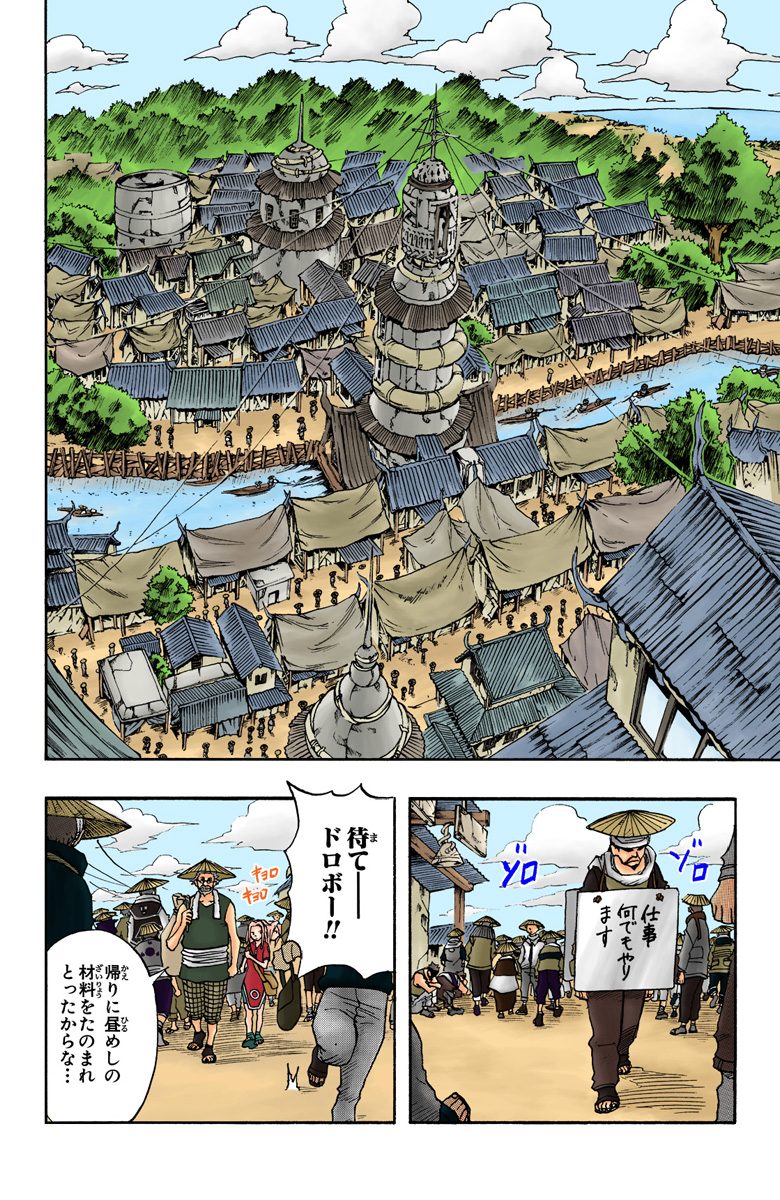 ゾロ
ゾロ
仕事
何でもやり
ます
待て──
ドロボー!!
キョロ
キョロ
帰りに昼めしの
材料をたのまれ
とったからな…